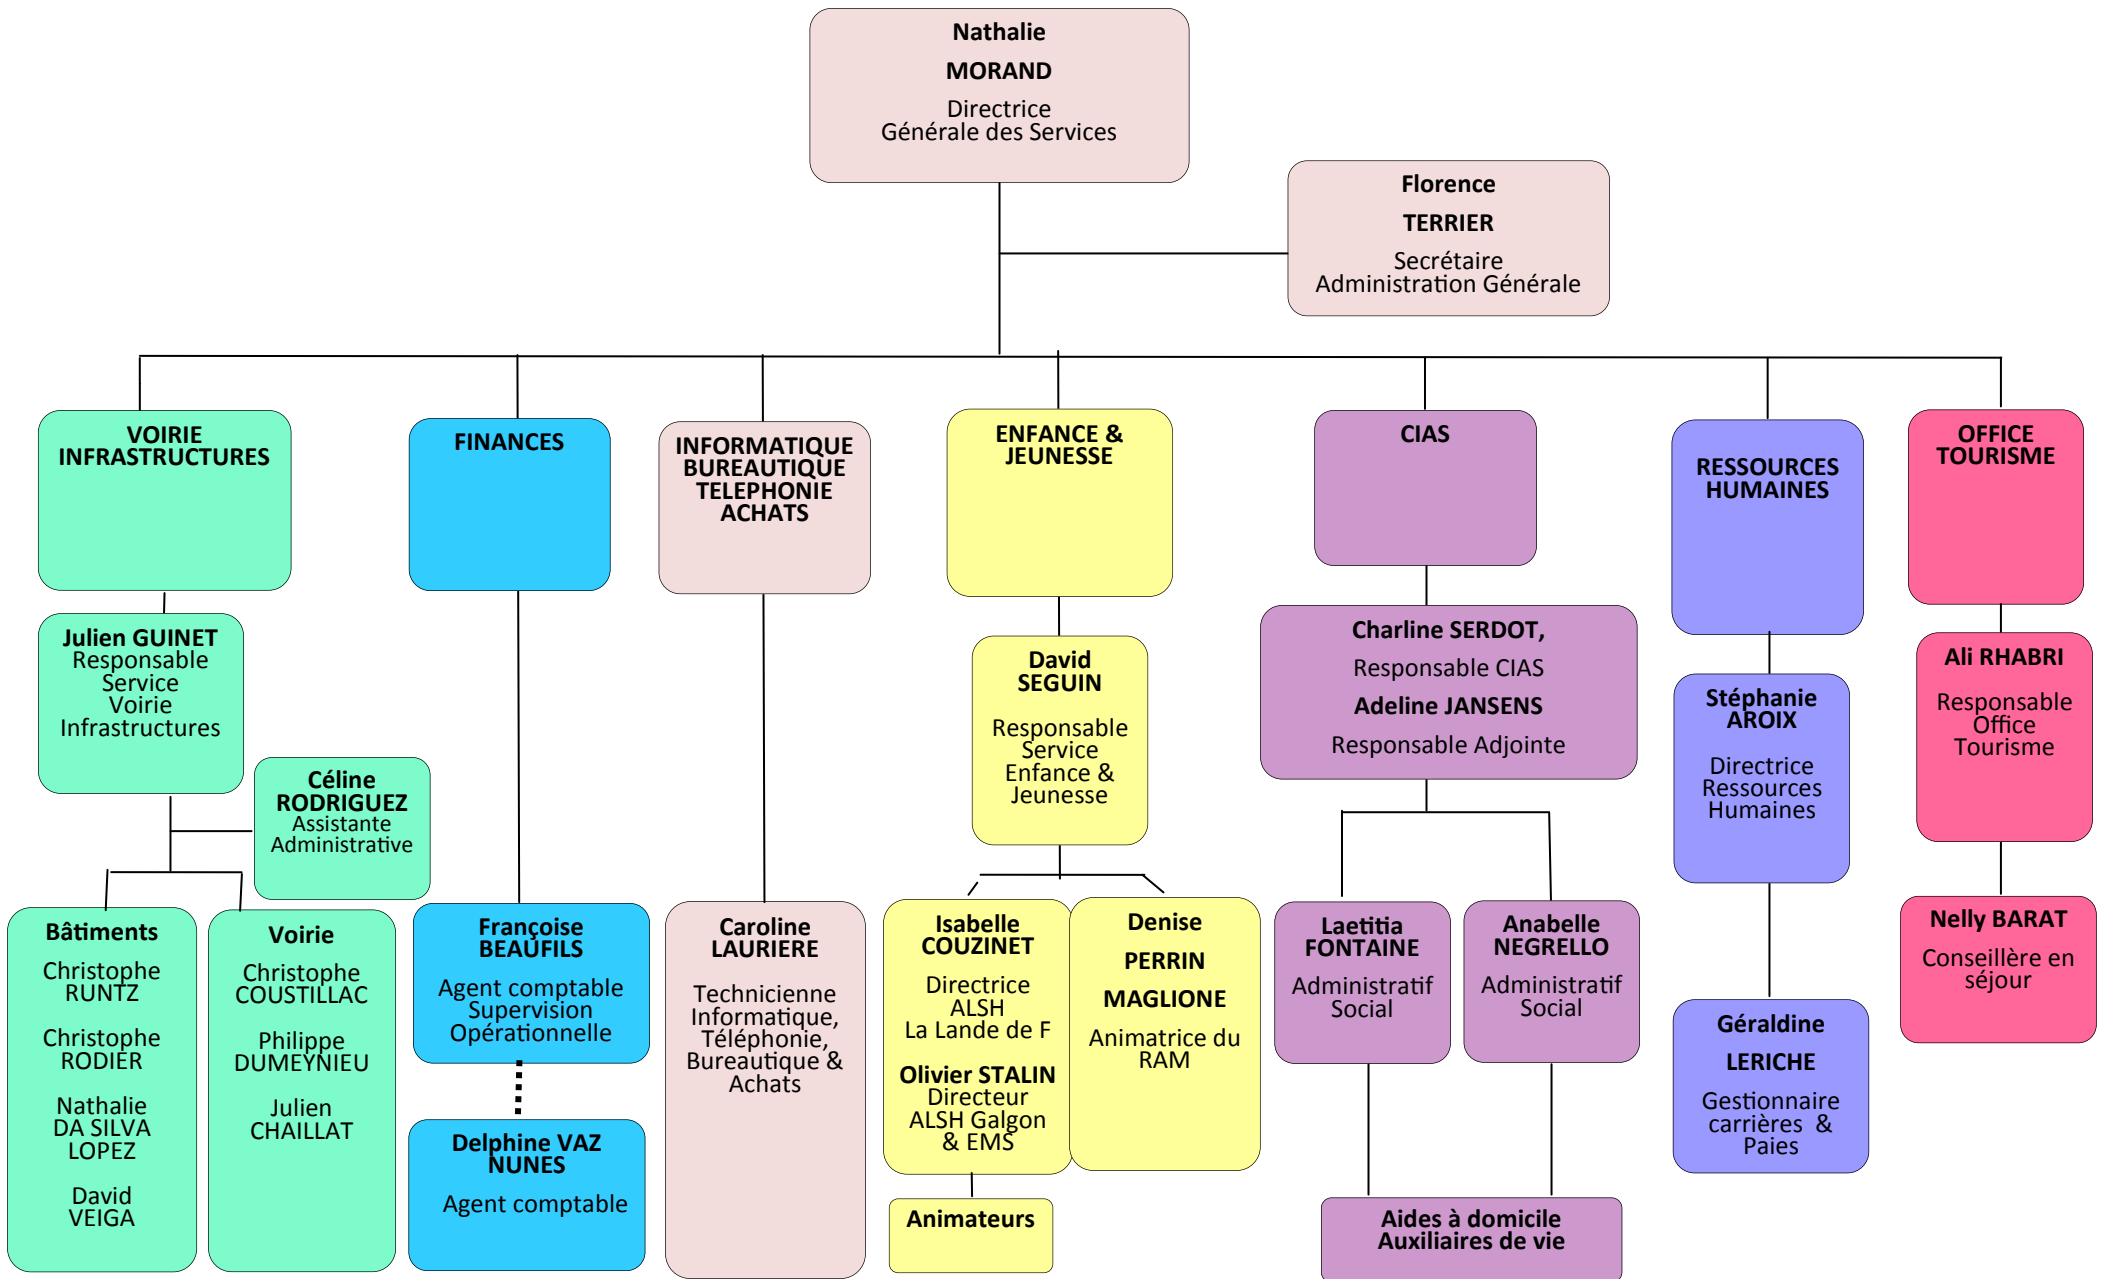 Nathalie
MORAND
Directrice
Générale des Services
Florence
TERRIER
Secrétaire
Administration Générale
VOIRIE
INFRASTRUCTURES
FINANCES
INFORMATIQUE
BUREAUTIQUE
TELEPHONIE
ACHATS
ENFANCE &
JEUNESSE
CIAS
RESSOURCES
HUMAINES
OFFICE
TOURISME
Julien GUINET
Responsable
Service
Voirie
Infrastructures
Céline
RODRIGUEZ
Assistante
Administrative
Bâtiments
Christophe
RUNTZ
Christophe
RODIER
Nathalie
DA SILVA
LOPEZ
David
VEIGA
Voirie
Christophe
COUSTILLAC
Philippe
DUMEYNIEU
Julien
CHAILLAT
Françoise
BEAUFILS
Agent comptable
Supervision
Opérationnelle
Delphine VAZ
NUNES
Agent comptable
Caroline
LAURIERE
Technicienne
Informatique,
Téléphonie,
Bureautique &
Achats
David
SEGUIN
Responsable
Service
Enfance &
Jeunesse
Isabelle
COUZINET
Directrice
ALSH
La Lande de F
Olivier STALIN
Directeur
ALSH Galgon
& EMS
Animateurs
Denise
PERRIN
MAGLIONE
Animatrice du
RAM
Charline SERDOT,
Responsable CIAS
Adeline JANSENS
Responsable Adjointe
Laetitia
FONTAINE
Administratif
Social
Anabelle
NEGRELLO
Administratif
Social
Aides à domicile
Auxiliaires de vie
Stéphanie
AROIX
Directrice
Ressources
Humaines
Géraldine
LERICHE
Gestionnaire
carrières &
Paies
Ali RHABRI
Responsable
Office
Tourisme
Nelly BARAT
Conseillère en
séjour